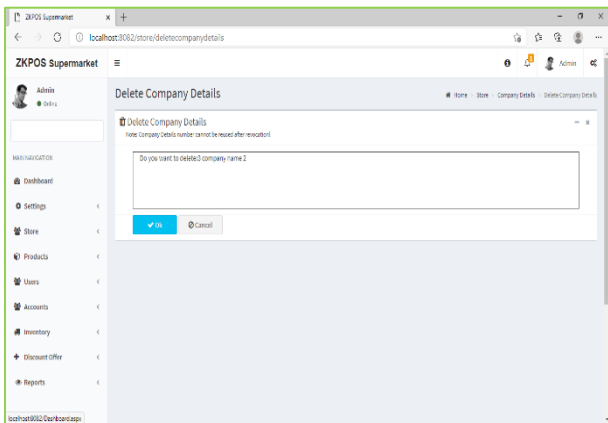 ZKPOS Supermarket
localhost:8082/store/deletecompanydetails
ZKPOS Supermarket
Admin
Admin
Online
Delete Company Details
Home > Store > Company Details > Delete Company Details
Delete Company Details
Note: Company Details number cannot be reused after revocation!
Do you want to delete:3 company name 2
Ok
Cancel
MAIN NAVIGATION
Dashboard
Settings
Store
Products
Users
Accounts
Inventory
Discount Offer
Reports
localhost:8082/Dashboard.aspx